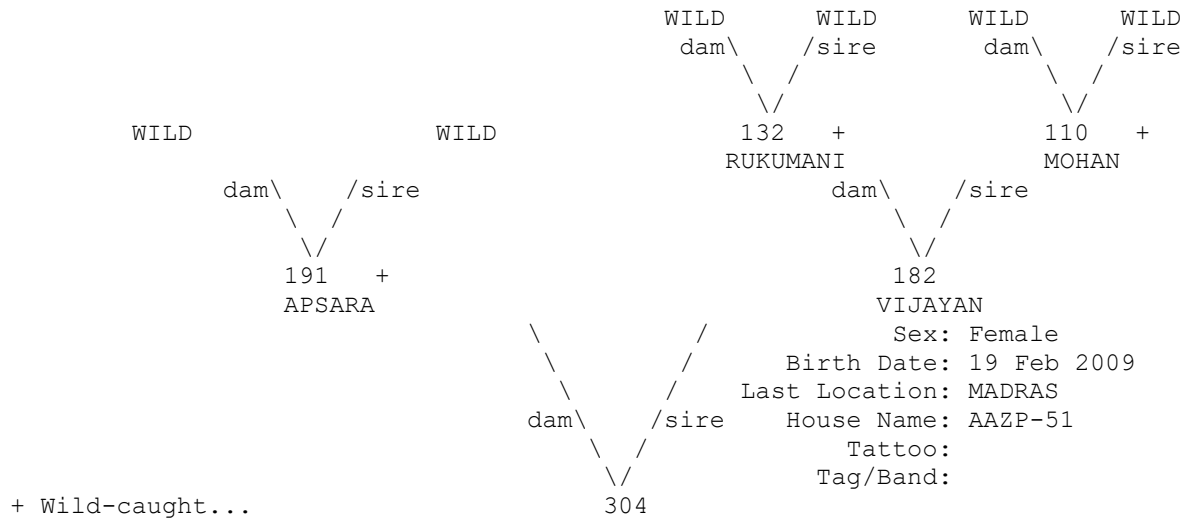 WILD WILD WILD WILD
dam\ /sire dam\ /sire
\ / \ /
\/ \/
WILD WILD 132 + 110 +
RUKUMANI MOHAN
dam\ /sire dam\ /sire
\ / \ /
\/ \/
191 + 182
APSARA VIJAYAN
\ / Sex: Female
\ / Birth Date: 19 Feb 2009
\ / Last Location: MADRAS
dam\ /sire House Name: AAZP-51
\ / Tattoo:
\/ Tag/Band:
+ Wild-caught... 304